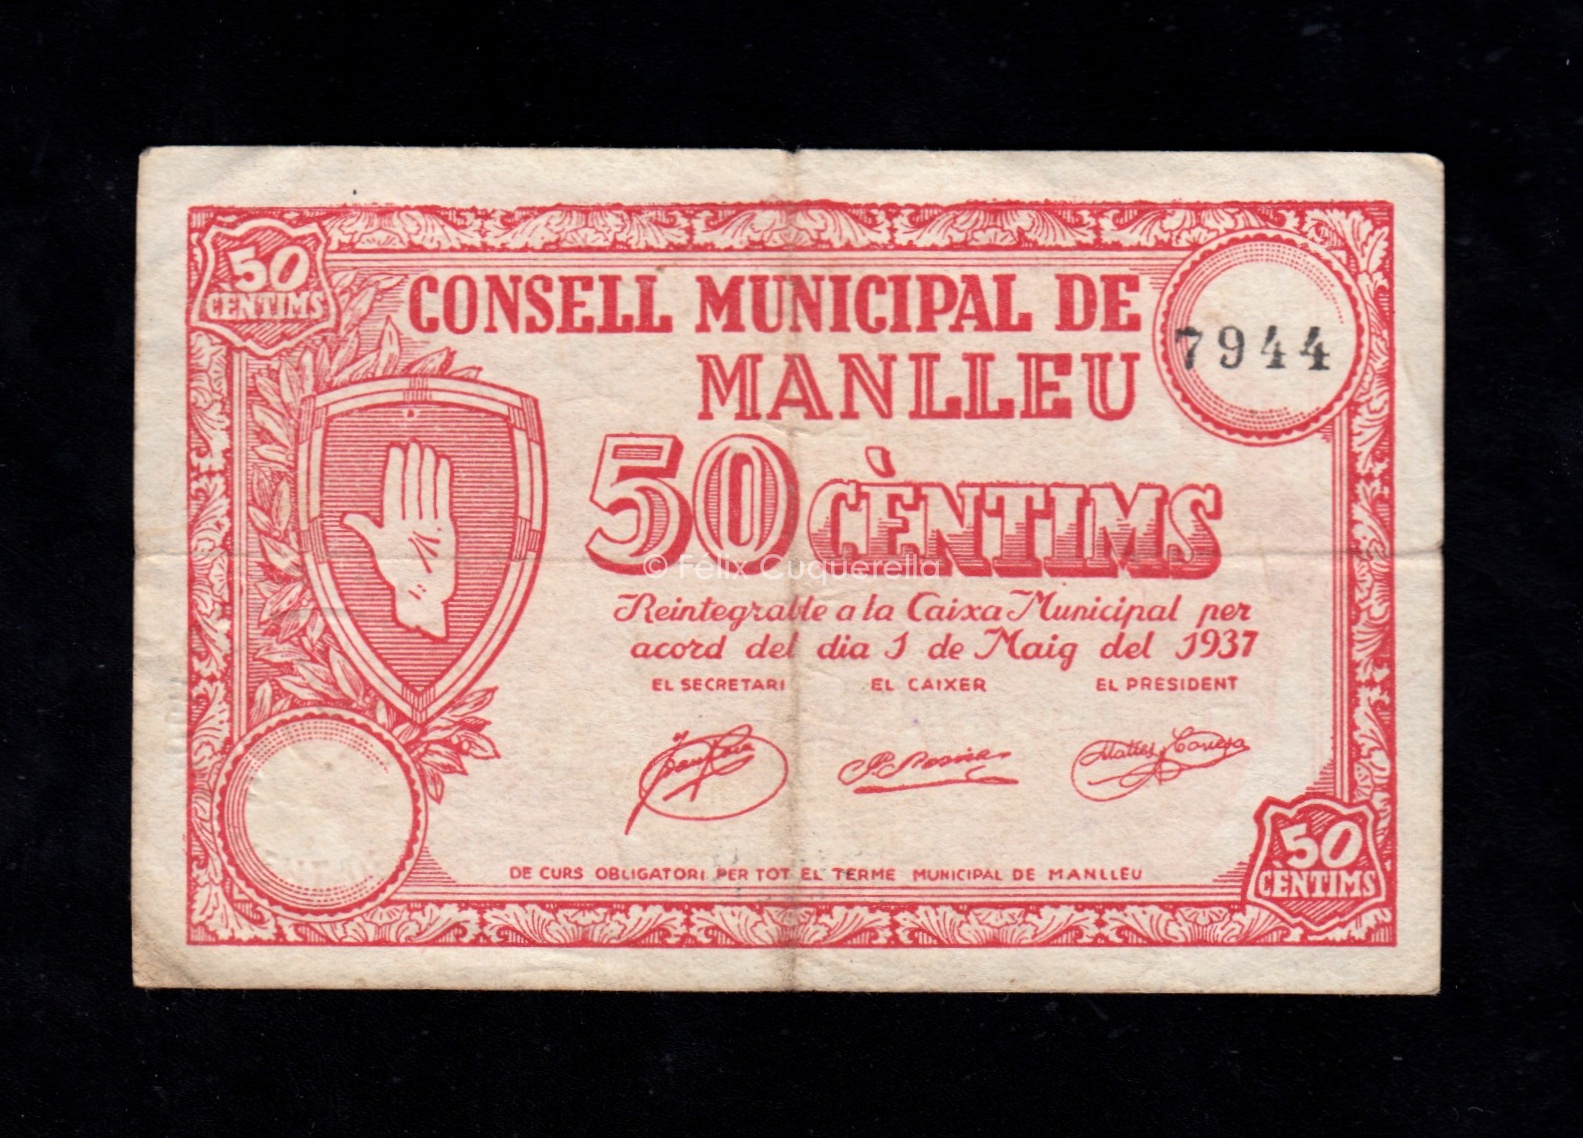 50
CÈNTIMS
CONSELL MUNICIPAL DE
MANLLEU
7944
50 CÈNTIMS
© Fèlix Cuquerella
Reintegrable a la Caixa Municipal per
acord del dia 1 de Maig del 1937
EL SECRETARI EL CAIXER EL PRESIDENT
DE CURS OBLIGATORI PER TOT EL TERME MUNICIPAL DE MANLLEU
50
CÈNTIMS